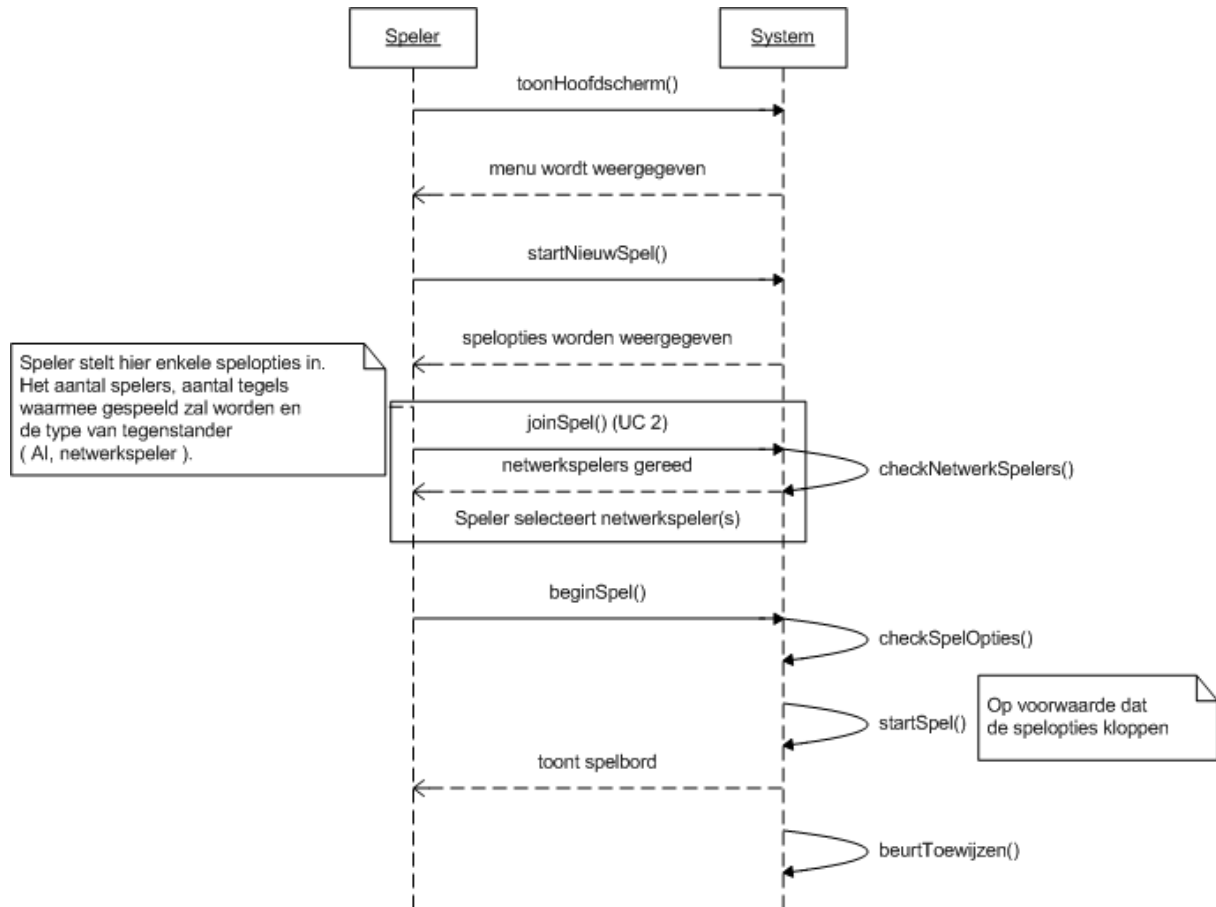 Speler
System
toonHoofdscherm()
menu wordt weergegeven
startNieuwSpel()
spelopties worden weergegeven
Speler stelt hier enkele spelopties in.
Het aantal spelers, aantal tegels
waarmee gespeeld zal worden en
de type van tegenstander
( AI, netwerkspeler ).
joinSpel() (UC 2)
netwerkspelers gereed
checkNetwerkSpelers()
Speler selecteert netwerkspeler(s)
beginSpel()
checkSpelOpties()
startSpel()
Op voorwaarde dat
de spelopties kloppen
toont spelbord
beurtToewijzen()